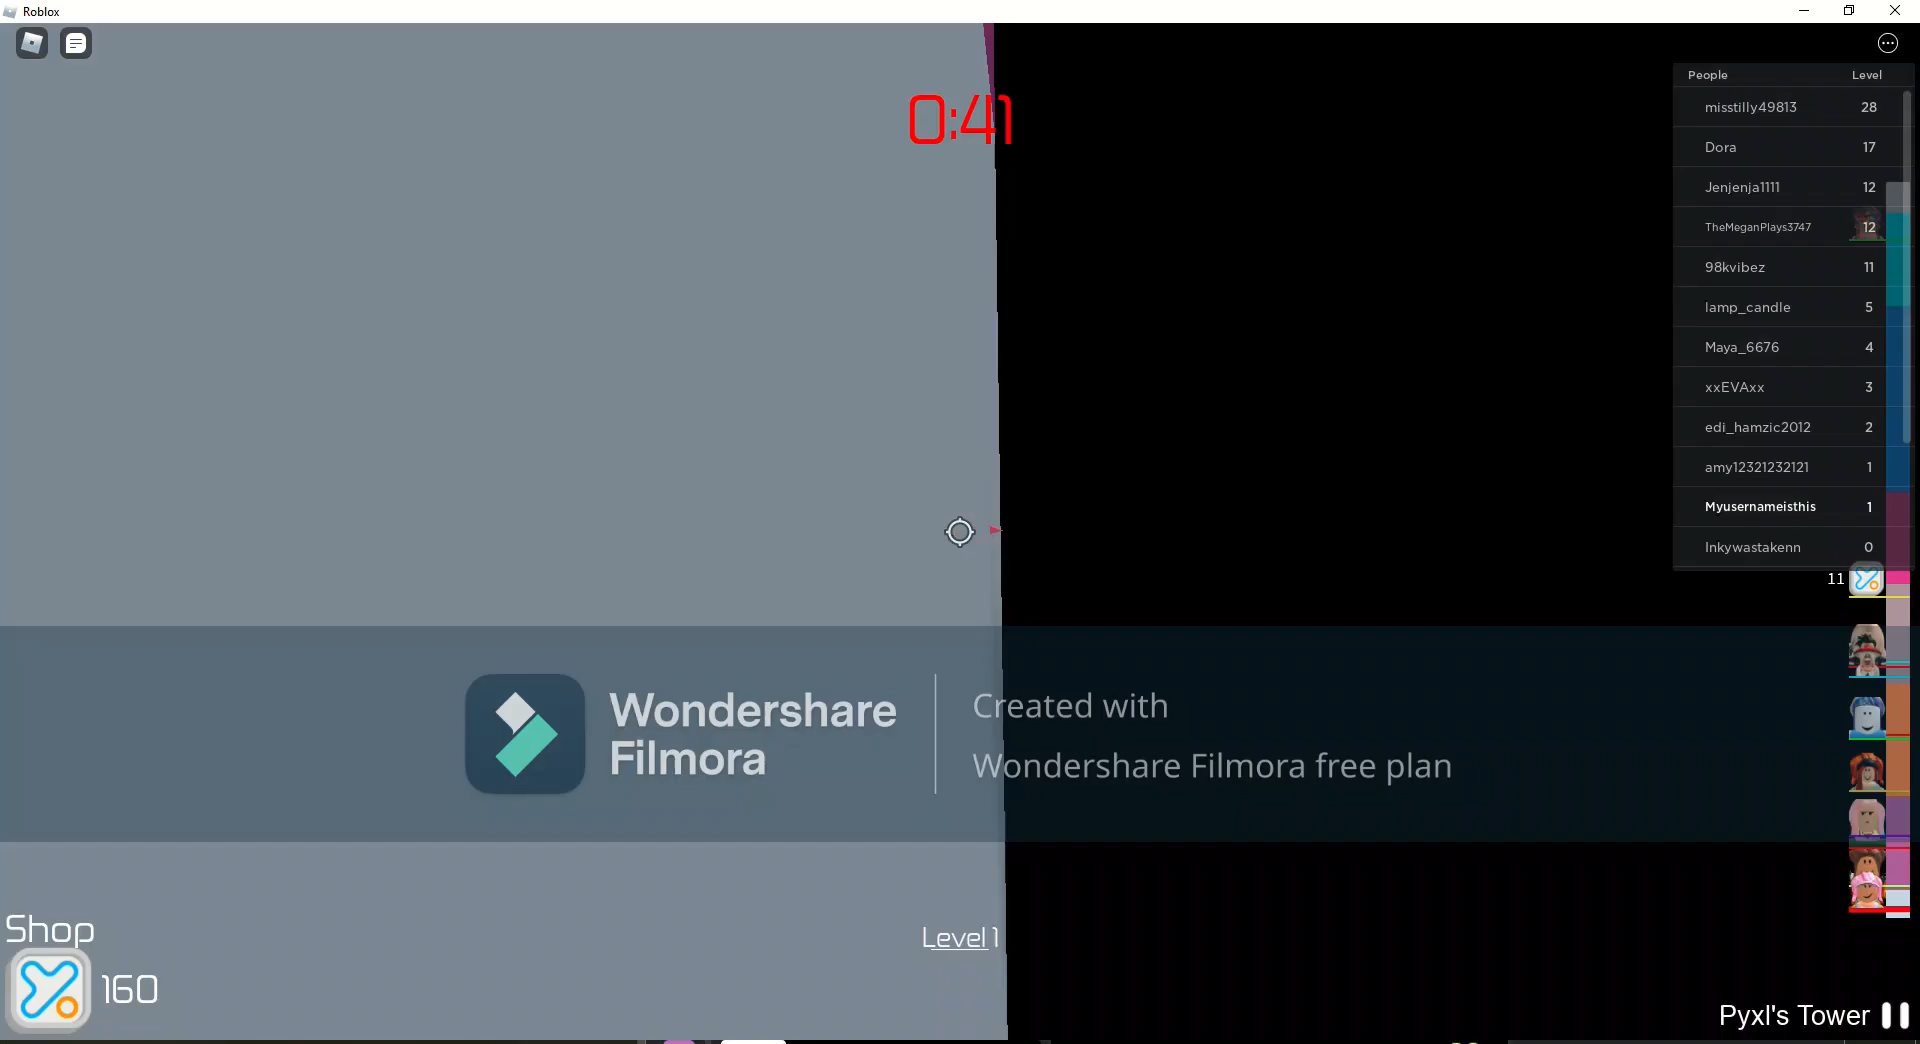 Roblox
0:41
People Level
misstilly49813 28
Dora 17
Jenjenja1111 12
TheMeganPlays3747 12
98kvibez 11
lamp_candle 5
Maya_6676 4
xxEVAxx 3
edi_hamzic2012 2
amy12321232121 1
Myusernameisthis 1
Inkywastakenn 0
11
Wondershare
Filmora
Created with
Wondershare Filmora free plan
Shop
160
Level 1
Pyxl's Tower